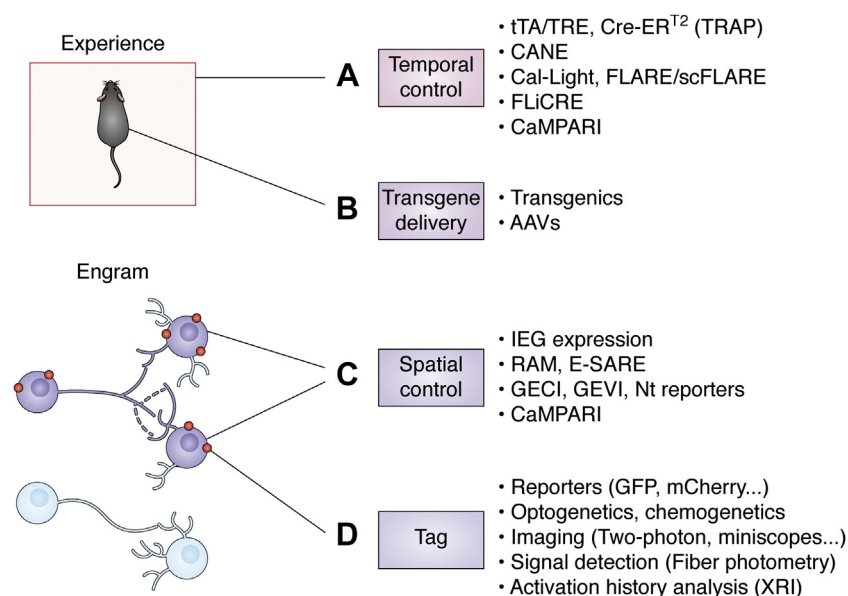 Experience
A
Temporal
control
• tTA/TRE, Cre-ERT2 (TRAP)
• CANE
• Cal-Light, FLARE/scFLARE
• FLiCRE
• CaMPARI
B
Transgene
delivery
• Transgenics
• AAVs
Engram
C
Spatial
control
• IEG expression
• RAM, E-SARE
• GECI, GEVI, Nt reporters
• CaMPARI
D
Tag
• Reporters (GFP, mCherry...)
• Optogenetics, chemogenetics
• Imaging (Two-photon, miniscopes...)
• Signal detection (Fiber photometry)
• Activation history analysis (XRI)